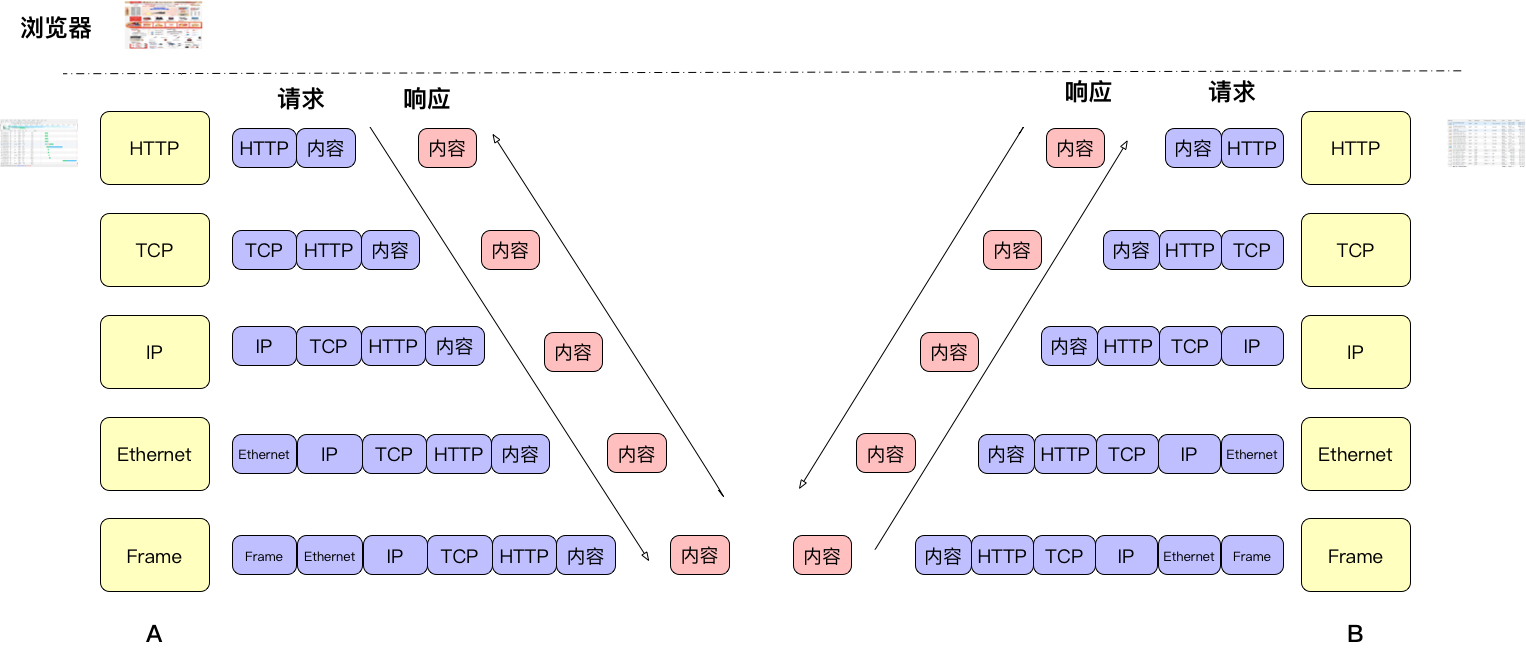 浏览器
请求 响应 响应 请求
HTTP HTTP 内容 内容 内容 内容 HTTP HTTP
TCP TCP HTTP 内容 内容 内容 内容 HTTP TCP TCP
IP IP TCP HTTP 内容 内容 内容 内容 HTTP TCP IP IP
Ethernet Ethernet IP TCP HTTP 内容 内容 内容 内容 HTTP TCP IP Ethernet Ethernet
Frame Frame Ethernet IP TCP HTTP 内容 内容 内容 内容 HTTP TCP IP Ethernet Frame Frame
A B